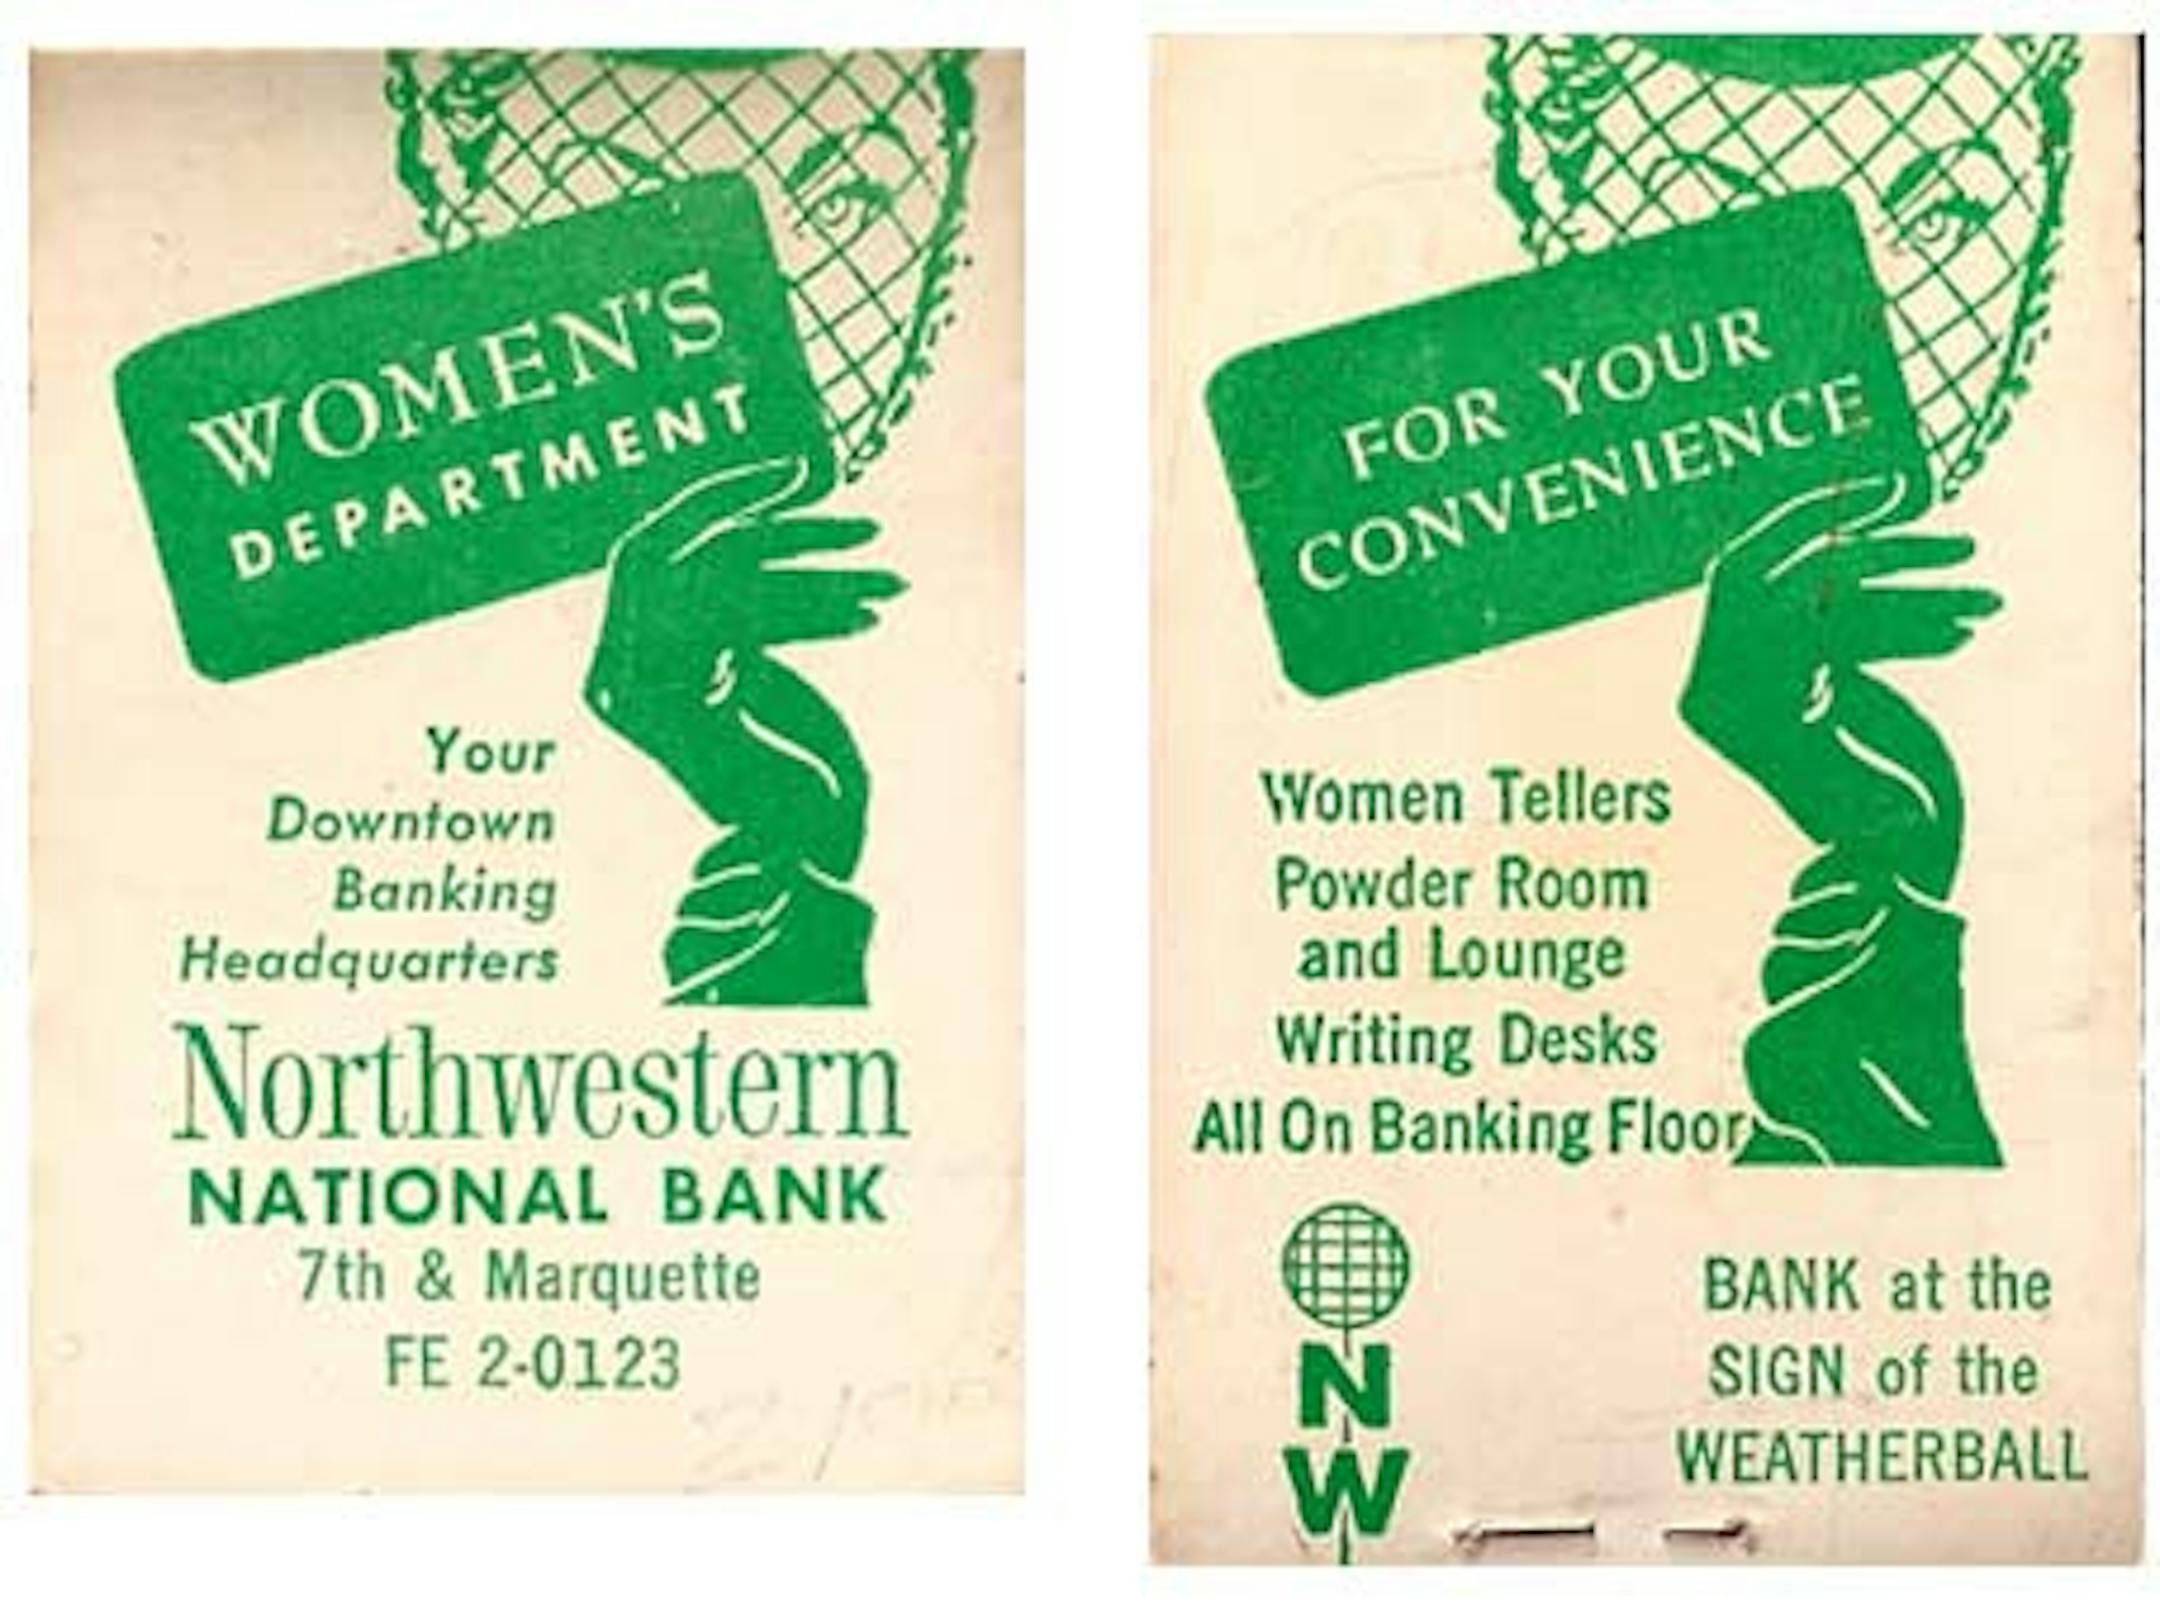 WOMEN'S
DEPARTMENT
Your
Downtown
Banking
Headquarters
Northwestern
NATIONAL BANK
7th & Marquette
FE 2-0123
FOR YOUR
CONVENIENCE
Women Tellers
Powder Room
and Lounge
Writing Desks
All On Banking Floor
N
W
BANK at the
SIGN of the
WEATHERBALL